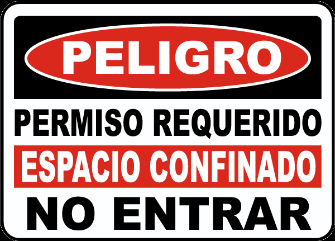 PELIGRO
PERMISO REQUERIDO
ESPACIO CONFINADO
NO ENTRAR